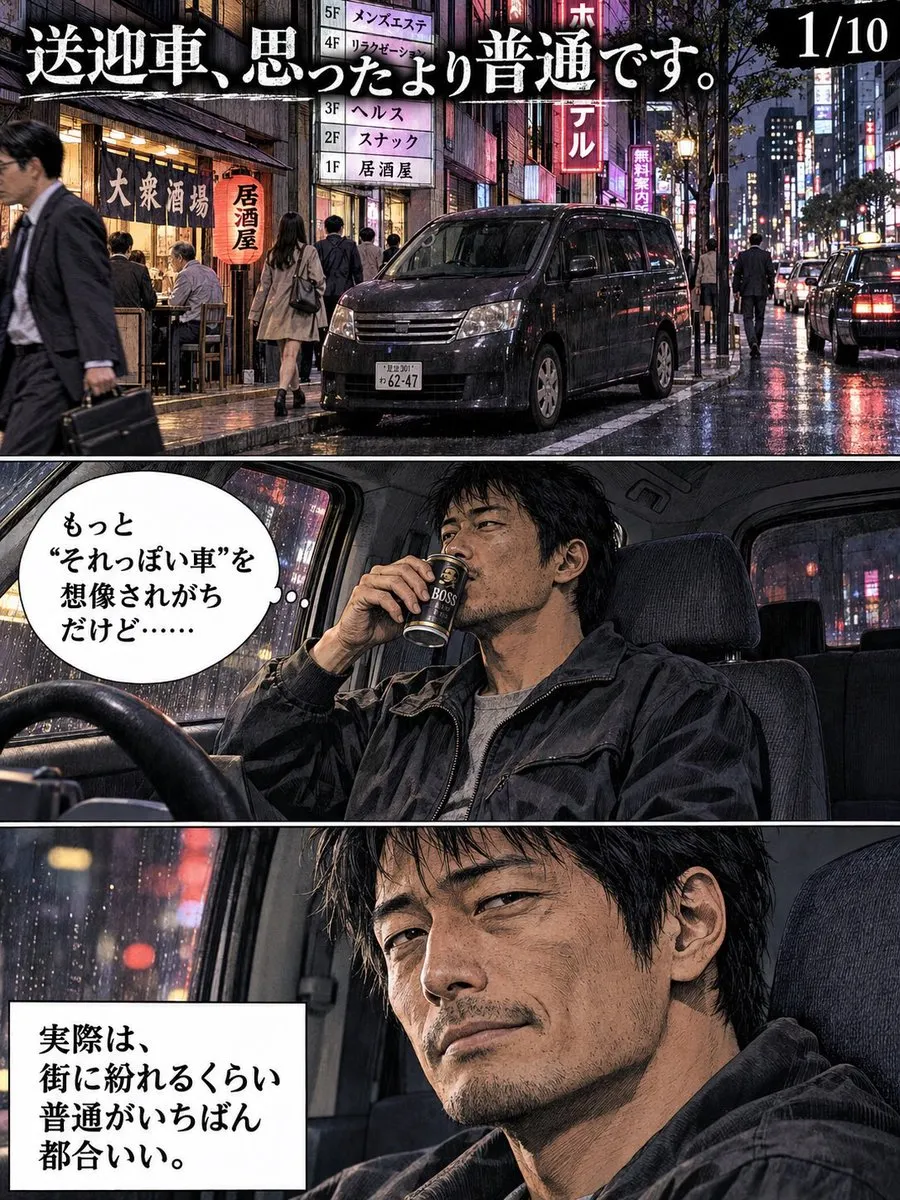 送迎車、思ったより普通です。
1/10
5F メンズエステ
4F リラクゼーション
3F ヘルス
2F スナック
1F 居酒屋
ホテル
無料案内
大衆酒場
居酒屋
足立 301
わ 62-47
もっと
“それっぽい車”を
想像されがち
だけど……
BOSS
実際は、
街に紛れるくらい
普通がいちばん
都合いい。